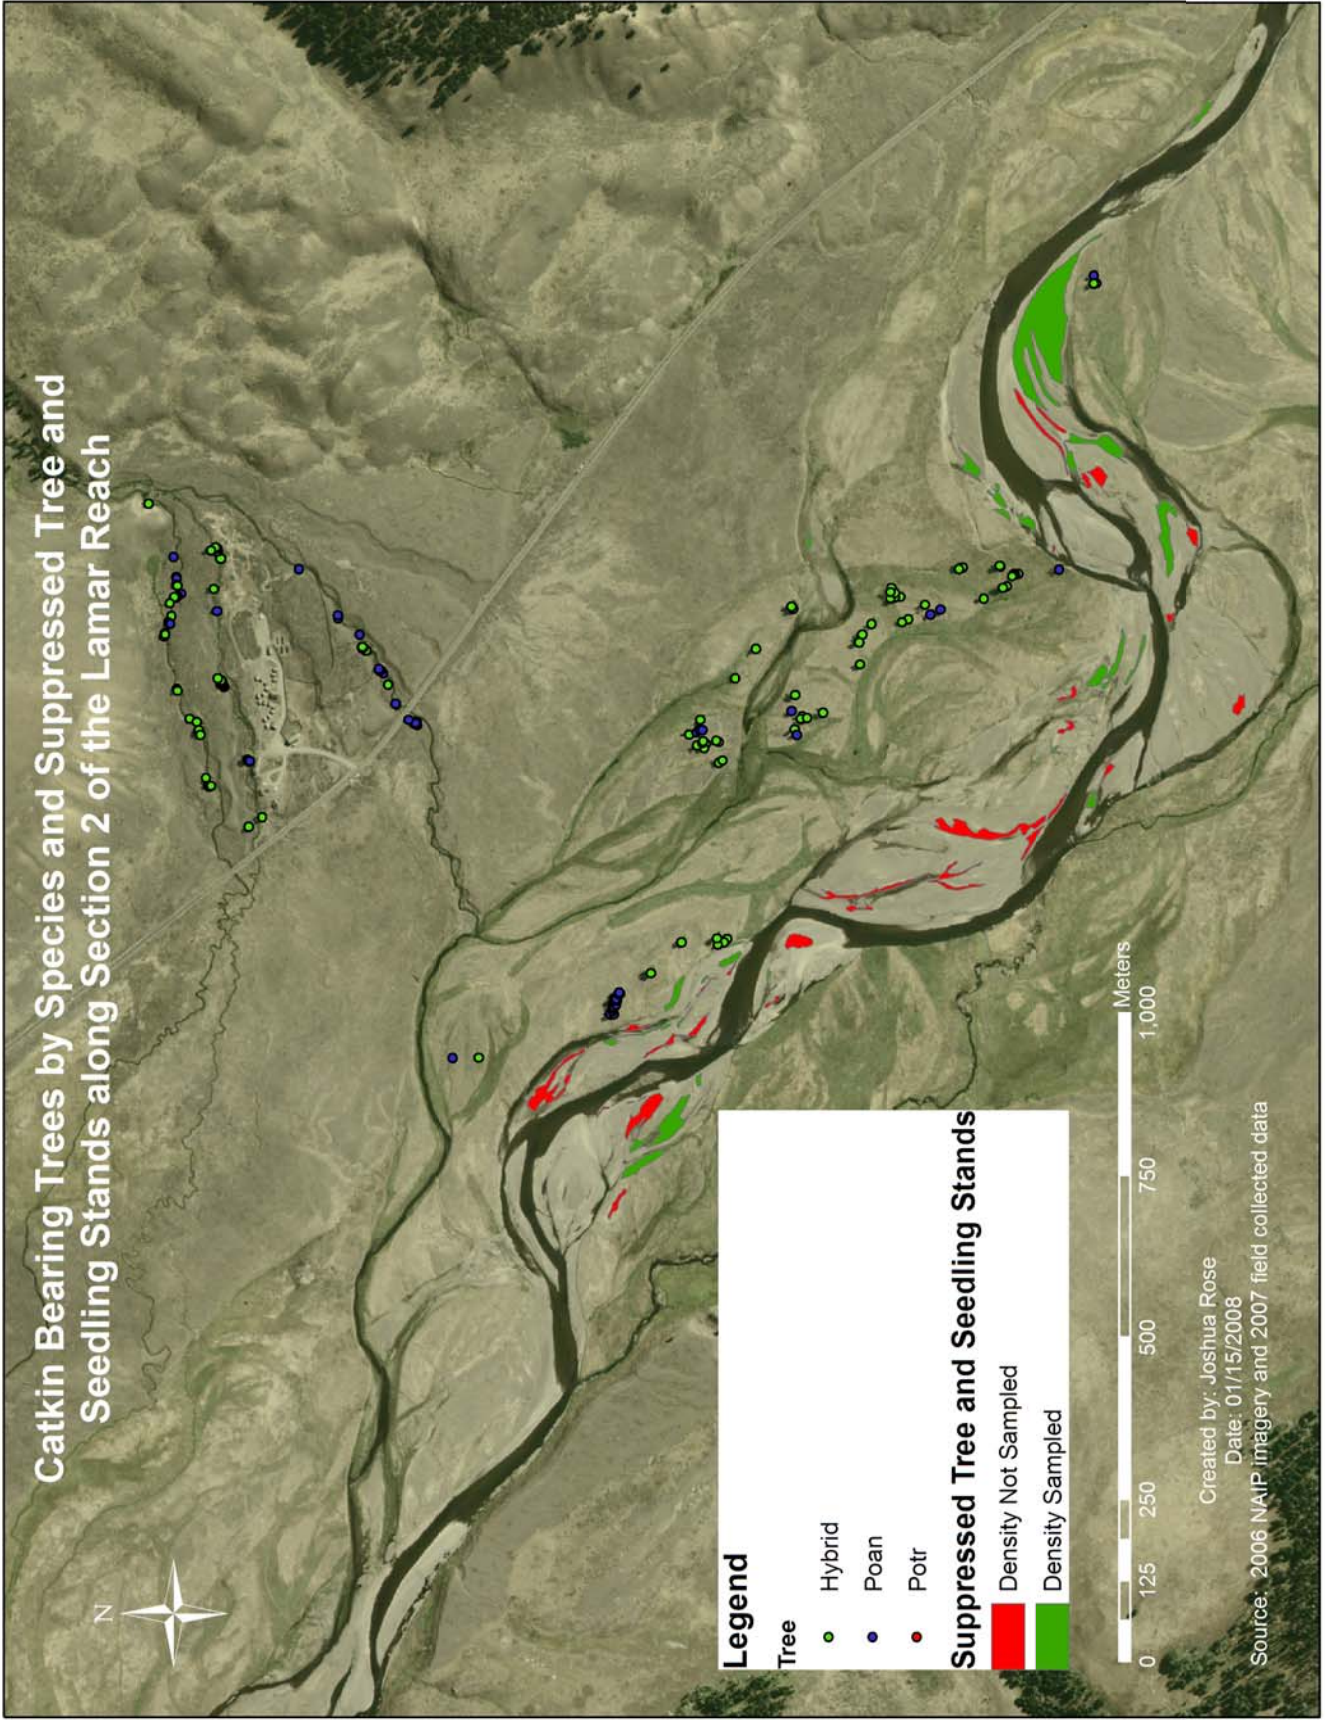 Catkin Bearing Trees by Species and Suppressed Tree and
Seedling Stands along Section 2 of the Lamar Reach
N
Legend
Tree
Hybrid
Poan
Potr
Suppressed Tree and Seedling Stands
Density Not Sampled
Density Sampled
0 125 250 500 750 1,000
Meters
Created by: Joshua Rose
Date: 01/15/2008
Source: 2006 NAIP imagery and 2007 field collected data